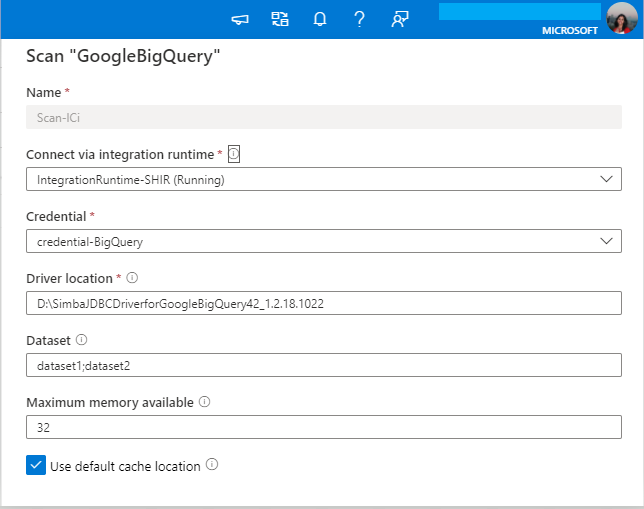 MICROSOFT
Scan "GoogleBigQuery"
Name *
Scan-ICi
Connect via integration runtime *
IntegrationRuntime-SHIR (Running)
Credential *
credential-BigQuery
Driver location *
D:\SimbaJDBCDriverforGoogleBigQuery42_1.2.18.1022
Dataset
dataset1;dataset2
Maximum memory available
32
Use default cache location